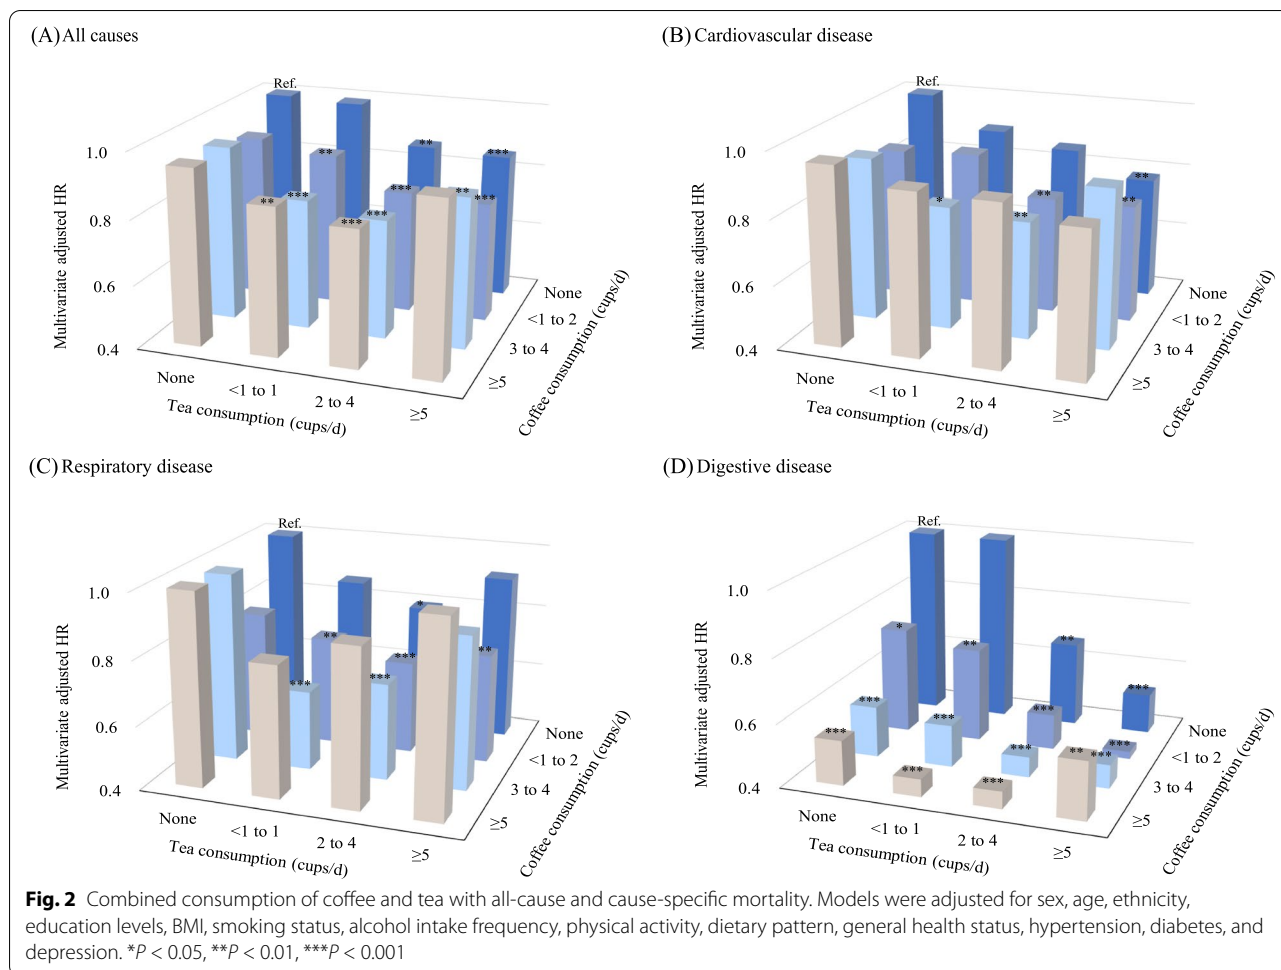 (A) All causes
Ref.
** ***
** *** ** ***
** *** *** ***
1.0
0.8
0.6
0.4
Multivariate adjusted HR
None
<1 to 1
2 to 4
≥5
Tea consumption (cups/d)
None
<1 to 2
3 to 4
≥5
Coffee consumption (cups/d)
(B) Cardiovascular disease
Ref.
**
** **
* **
1.0
0.8
0.6
0.4
Multivariate adjusted HR
None
<1 to 1
2 to 4
≥5
Tea consumption (cups/d)
None
<1 to 2
3 to 4
≥5
Coffee consumption (cups/d)
(C) Respiratory disease
Ref.
*
** *** **
*** ***
1.0
0.8
0.6
0.4
Multivariate adjusted HR
None
<1 to 1
2 to 4
≥5
Tea consumption (cups/d)
None
<1 to 2
3 to 4
≥5
Coffee consumption (cups/d)
(D) Digestive disease
Ref.
** ***
* ** *** ***
*** *** *** ***
*** *** *** **
1.0
0.8
0.6
0.4
Multivariate adjusted HR
None
<1 to 1
2 to 4
≥5
Tea consumption (cups/d)
None
<1 to 2
3 to 4
≥5
Coffee consumption (cups/d)
Fig. 2 Combined consumption of coffee and tea with all-cause and cause-specific mortality. Models were adjusted for sex, age, ethnicity,
education levels, BMI, smoking status, alcohol intake frequency, physical activity, dietary pattern, general health status, hypertension, diabetes, and
depression. *P < 0.05, **P < 0.01, ***P < 0.001